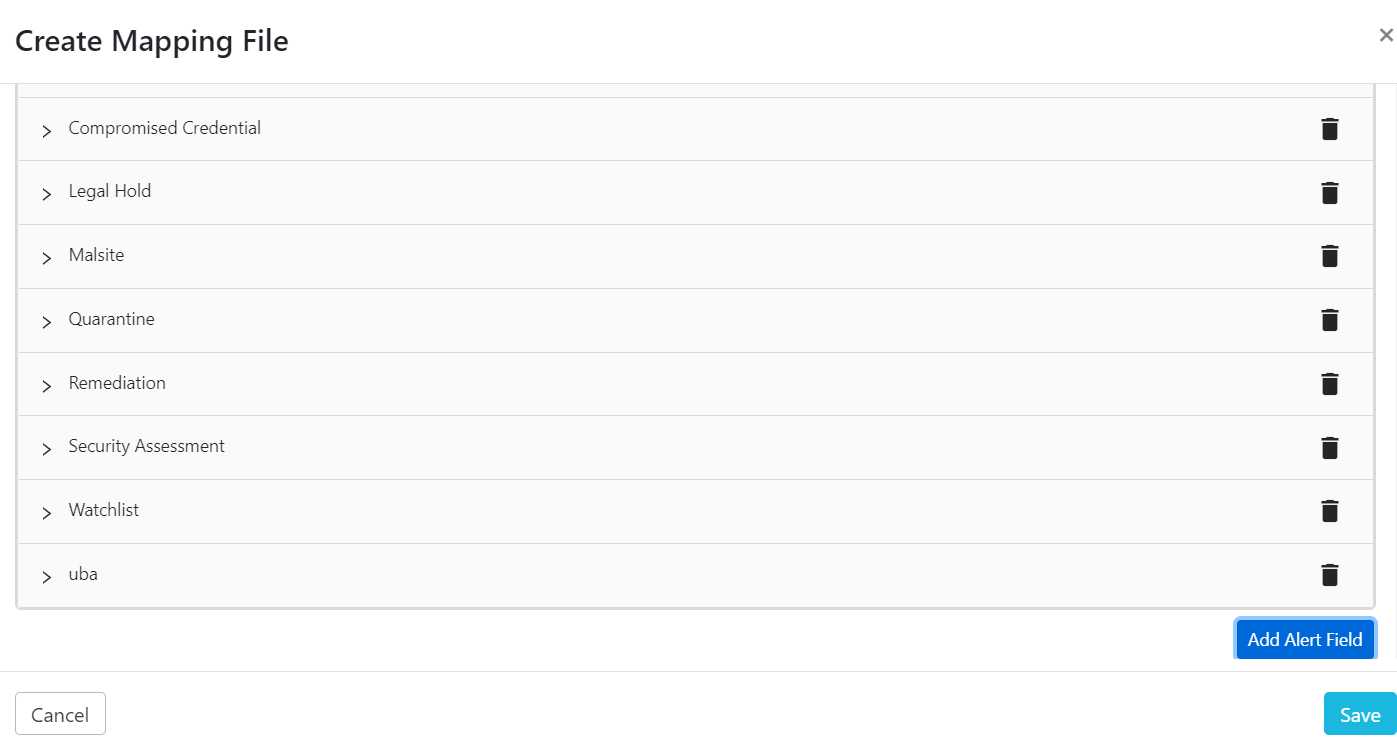 Create Mapping File
Compromised Credential
Legal Hold
Malsite
Quarantine
Remediation
Security Assessment
Watchlist
uba
Add Alert Field
Cancel
Save